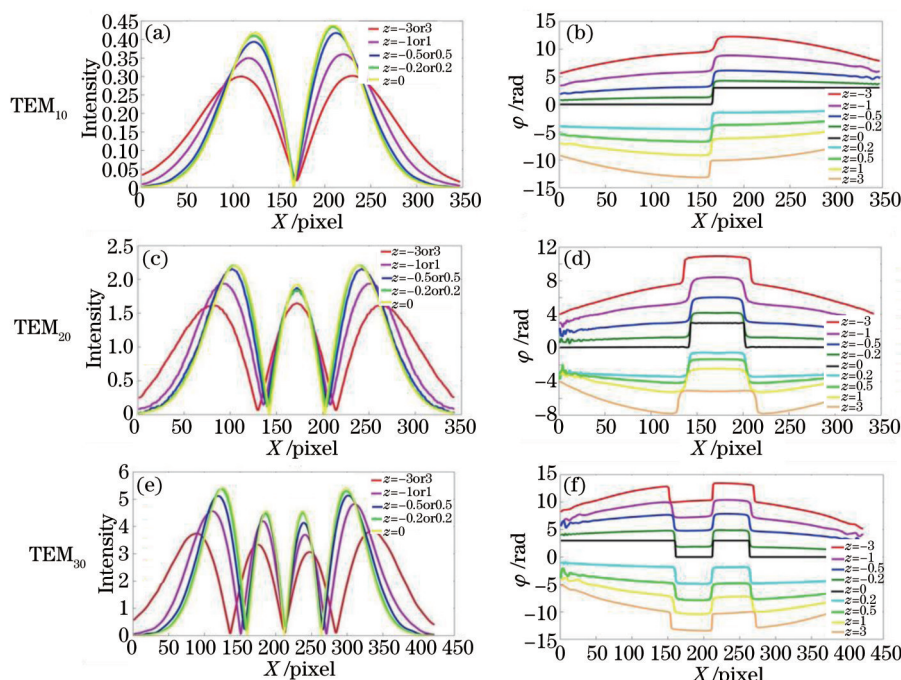 (a)
TEM10
Intensity
0.45
0.40
0.35
0.30
0.25
0.20
0.15
0.10
0.05
0
0 50 100 150 200 250 300 350
X /pixel
z=−3or3
z=−1or1
z=−0.5or0.5
z=−0.2or0.2
z=0
(b)
φ /rad
15
10
5
0
−5
−10
−15
0 50 100 150 200 250 300 350
X /pixel
z=−3
z=−1
z=−0.5
z=−0.2
z=0
z=0.2
z=0.5
z=1
z=3
(c)
TEM20
Intensity
2.5
2.0
1.5
1.0
0.5
0
0 50 100 150 200 250 300 350
X /pixel
z=−3or3
z=−1or1
z=−0.5or0.5
z=−0.2or0.2
z=0
(d)
φ /rad
12
8
4
0
−4
−8
0 50 100 150 200 250 300 350
X /pixel
z=−3
z=−1
z=−0.5
z=−0.2
z=0
z=0.2
z=0.5
z=1
z=3
(e)
TEM30
Intensity
6
5
4
3
2
1
0
0 50 100 150 200 250 300 350 400 450
X /pixel
z=−3or3
z=−1or1
z=−0.5or0.5
z=−0.2or0.2
z=0
(f)
φ /rad
15
10
5
0
−5
−10
−15
0 50 100 150 200 250 300 350 400 450
X /pixel
z=−3
z=−1
z=−0.5
z=−0.2
z=0
z=0.2
z=0.5
z=1
z=3